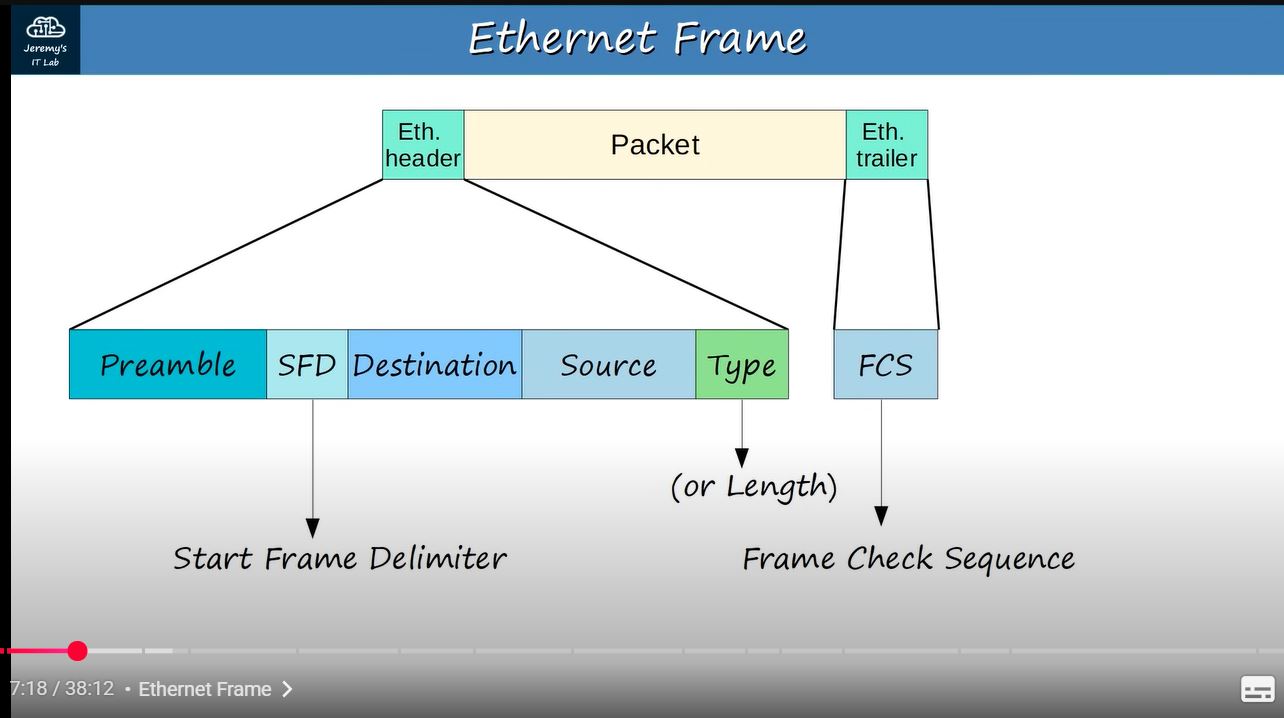 Jeremy's
IT Lab
Ethernet Frame
Eth.
header
Packet
Eth.
trailer
Preamble
SFD
Destination
Source
Type
FCS
(or Length)
Start Frame Delimiter
Frame Check Sequence
7:18 / 38:12 • Ethernet Frame